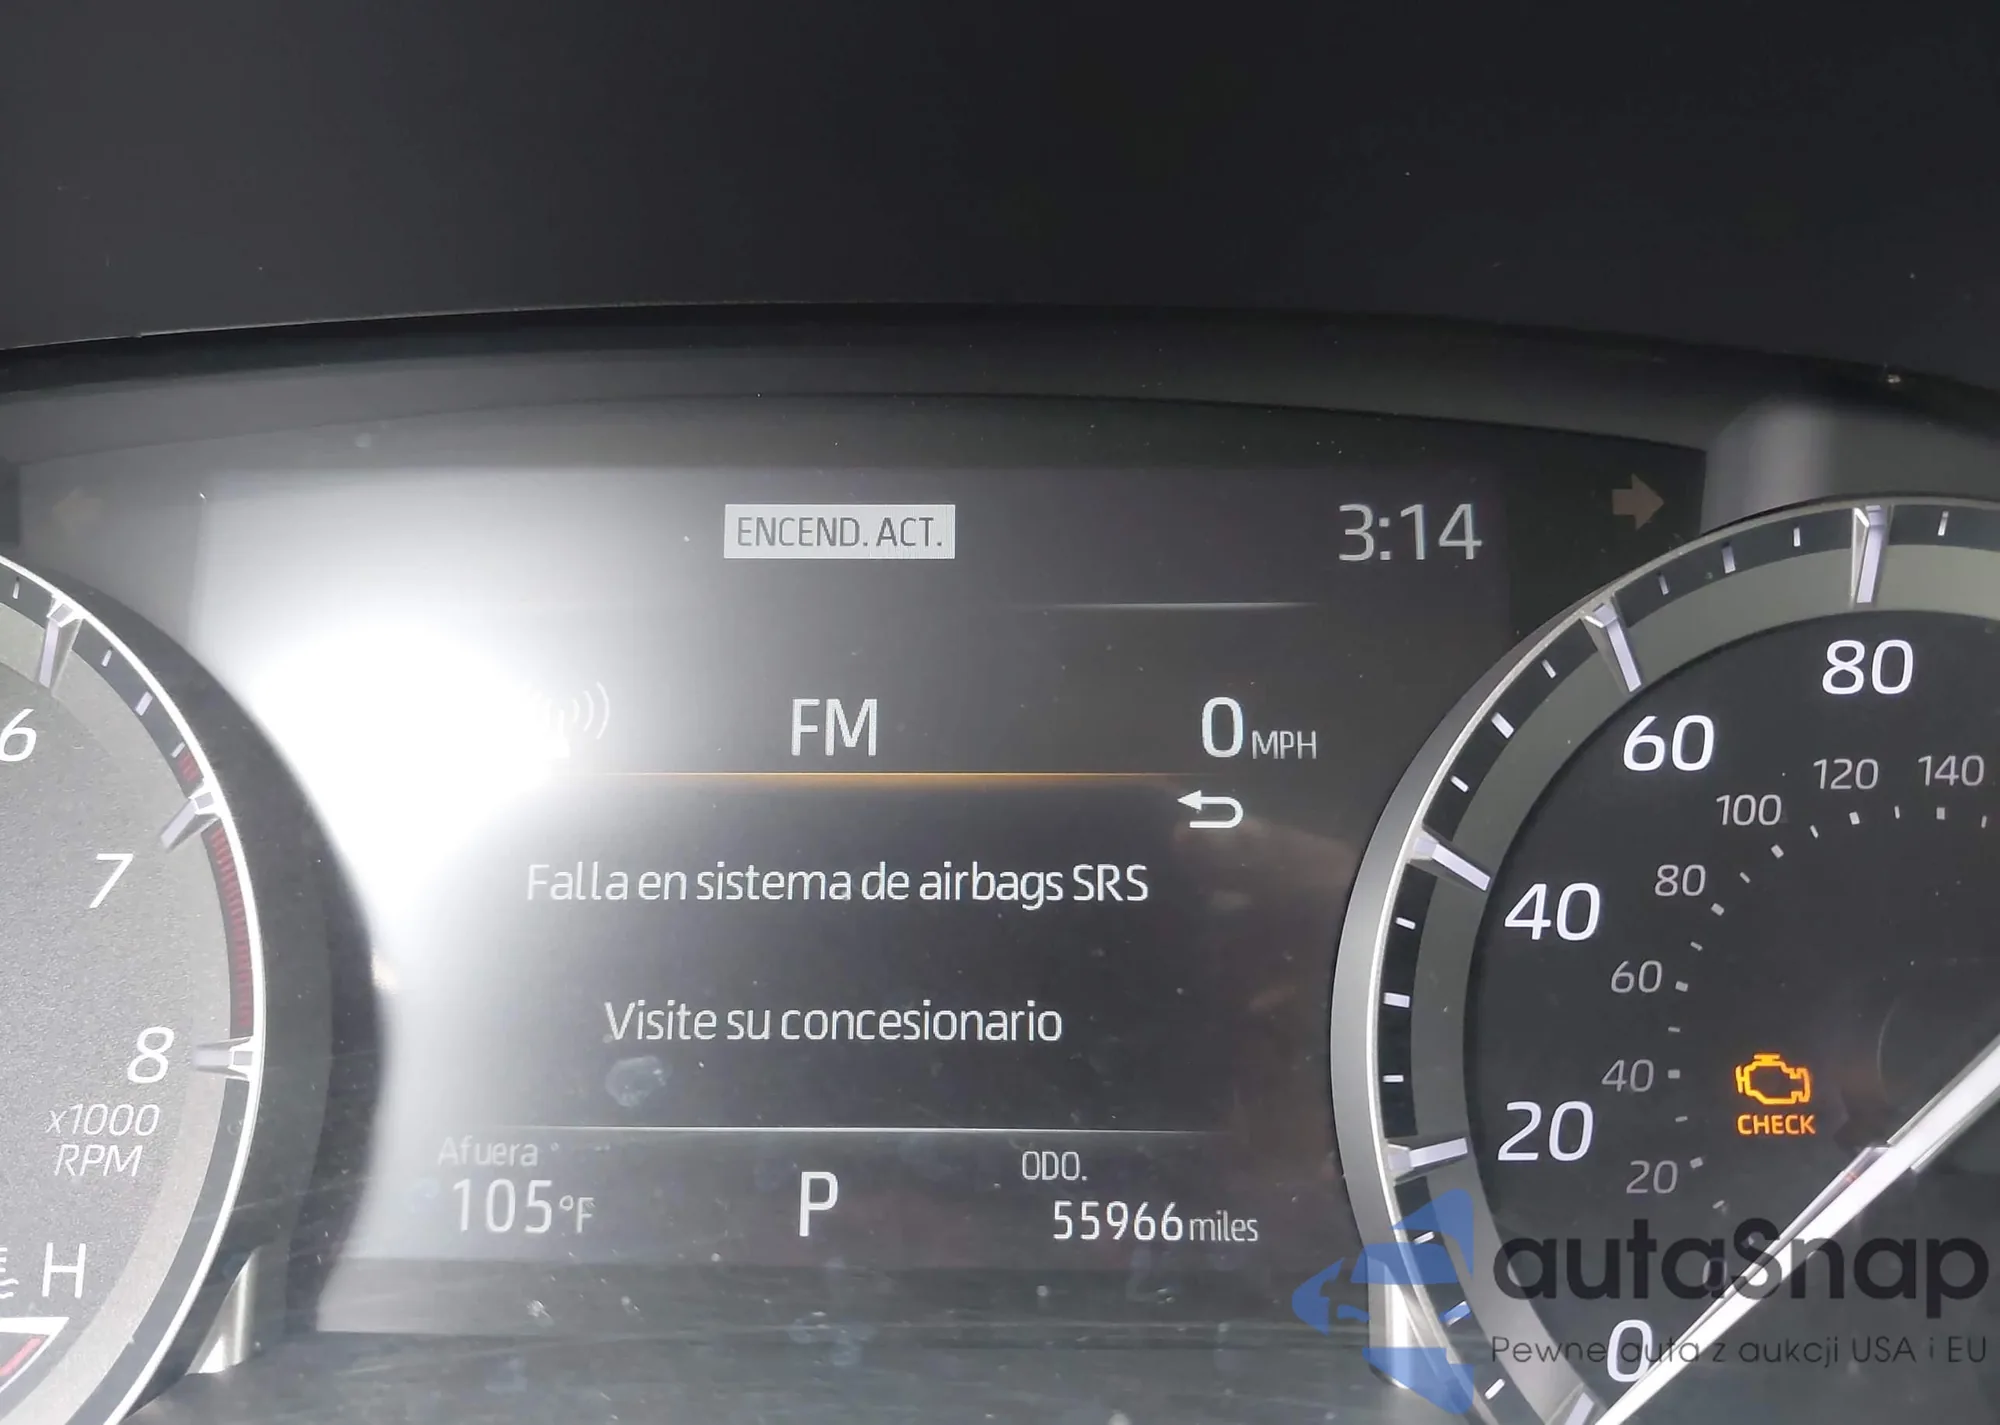 ENCEND. ACT.
3:14
FM
0 MPH
Falla en sistema de airbags SRS
Visite su concesionario
Afuera
105°F
P
ODO.
55966 miles
6
7
8
x1000
RPM
H
80
60
40
20
0
140
120
100
80
60
40
20
0
CHECK
autaSnap
Pewne auta z aukcji USA i EU